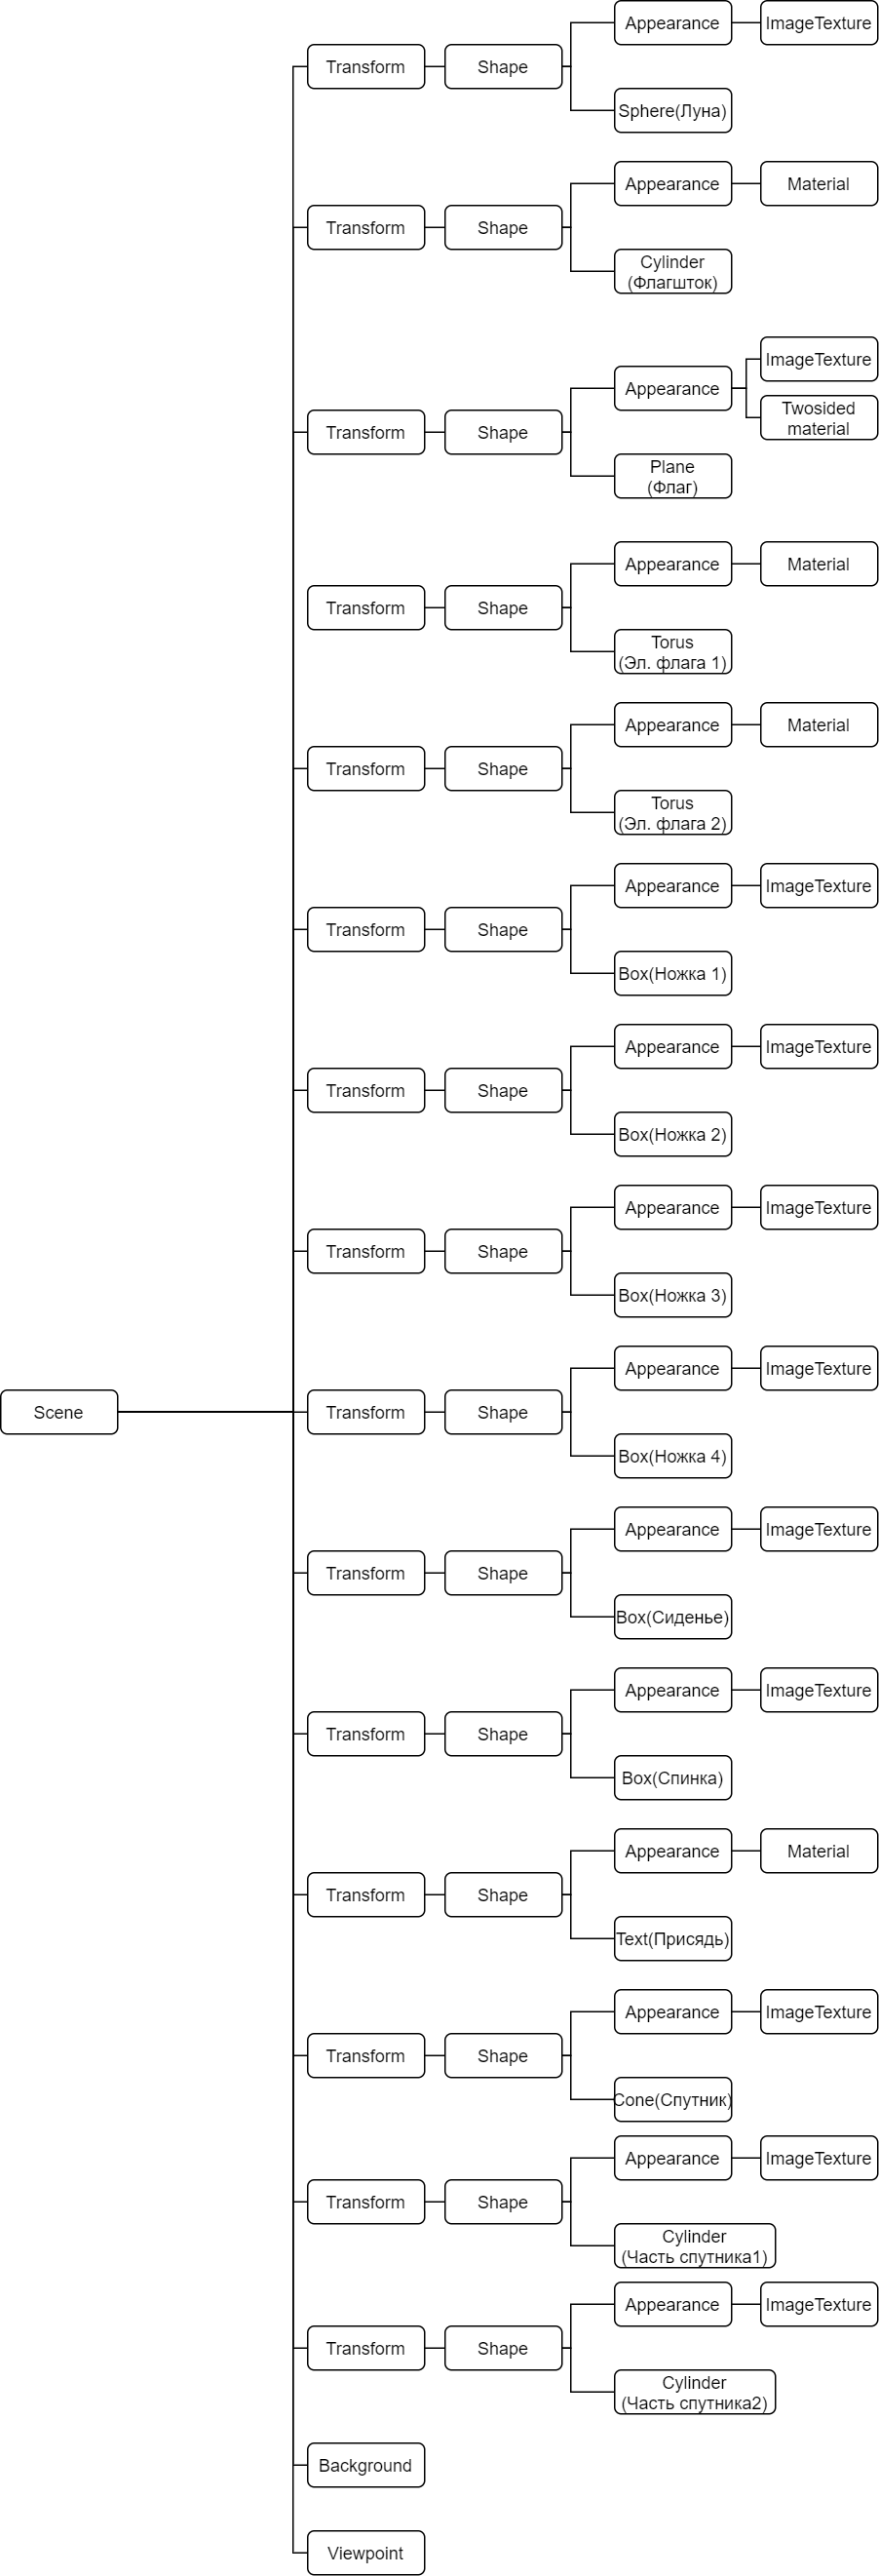 Appearance
ImageTexture
Transform
Shape
Sphere(Луна)
Appearance
Material
Transform
Shape
Cylinder
(Флагшток)
ImageTexture
Appearance
Twosided
material
Transform
Shape
Plane
(Флаг)
Appearance
Material
Transform
Shape
Torus
(Эл. флага 1)
Appearance
Material
Transform
Shape
Torus
(Эл. флага 2)
Appearance
ImageTexture
Transform
Shape
Box(Ножка 1)
Appearance
ImageTexture
Transform
Shape
Box(Ножка 2)
Appearance
ImageTexture
Transform
Shape
Box(Ножка 3)
Appearance
ImageTexture
Scene
Transform
Shape
Box(Ножка 4)
Appearance
ImageTexture
Transform
Shape
Box(Сиденье)
Appearance
ImageTexture
Transform
Shape
Box(Спинка)
Appearance
Material
Transform
Shape
Text(Присядь)
Appearance
ImageTexture
Transform
Shape
Cone(Спутник)
Appearance
ImageTexture
Transform
Shape
Cylinder
(Часть спутника1)
Appearance
ImageTexture
Transform
Shape
Cylinder
(Часть спутника2)
Background
Viewpoint